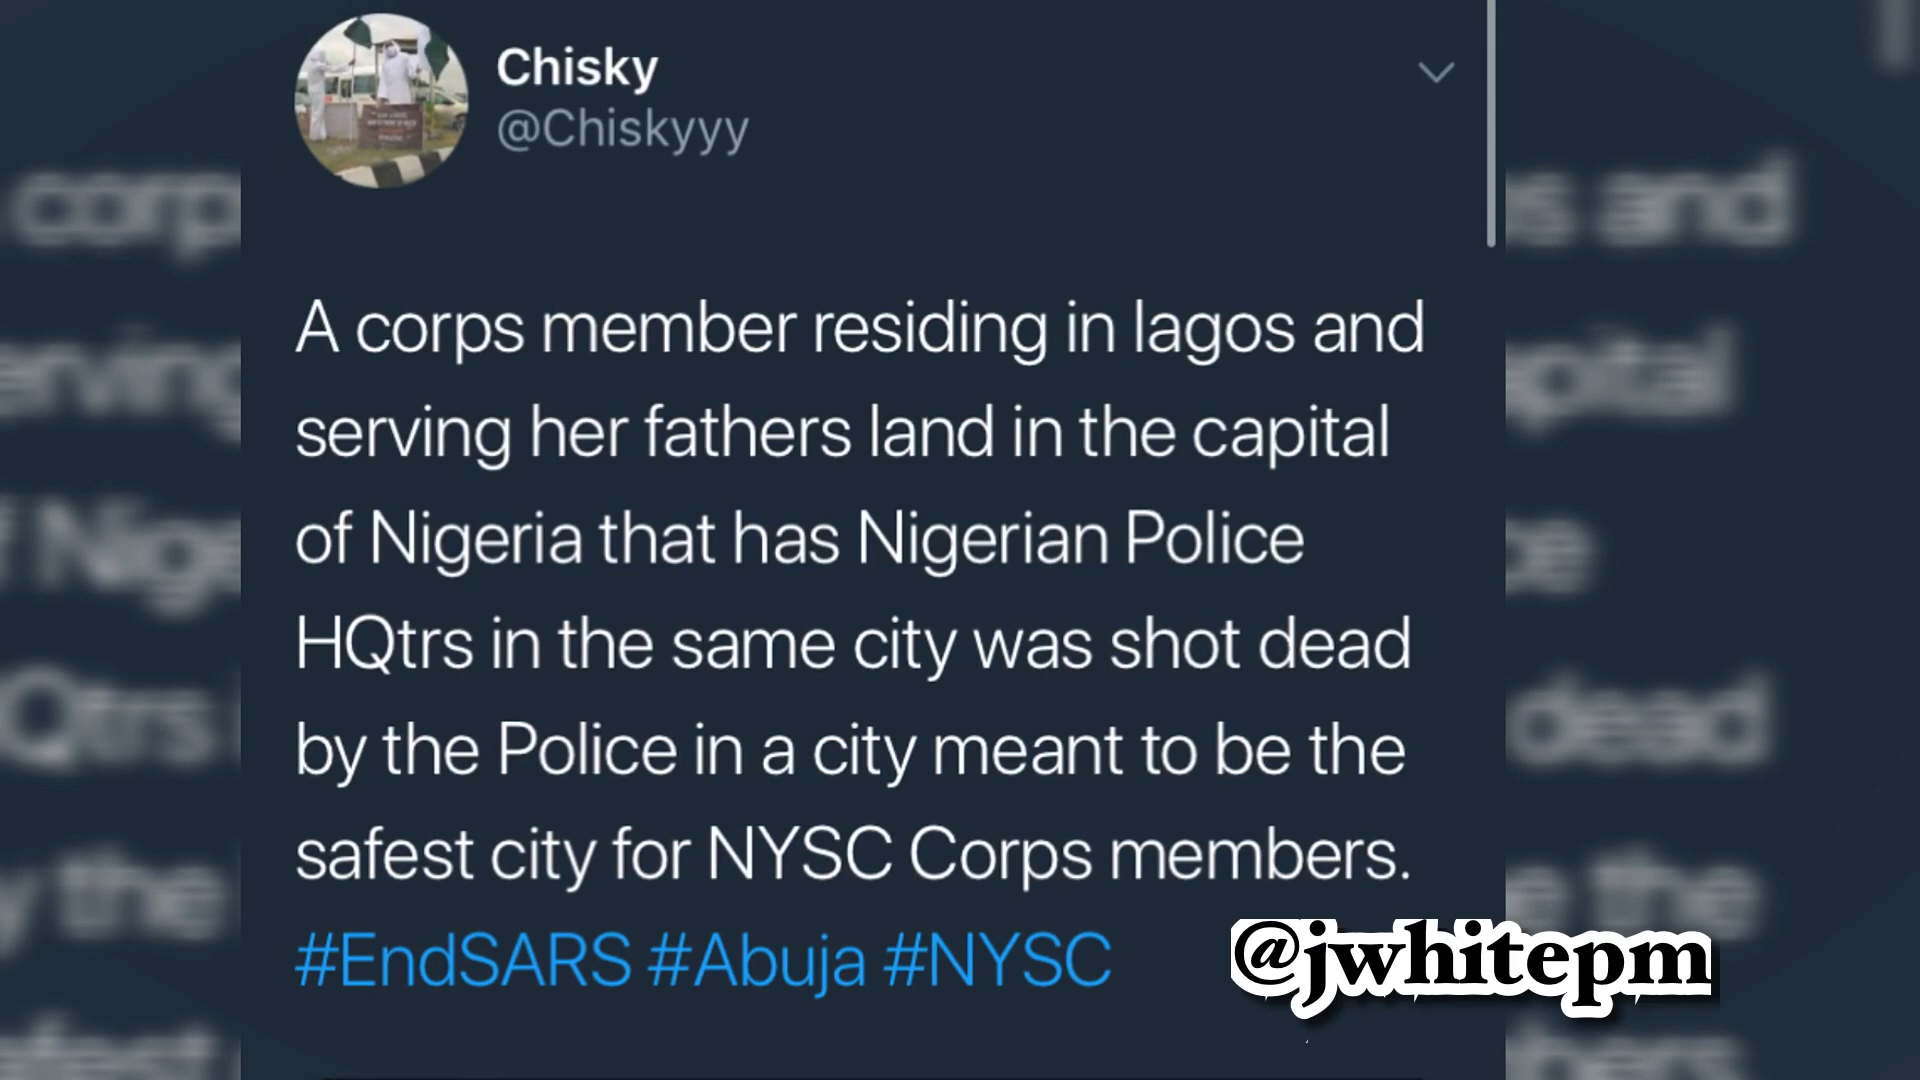 Chisky
@Chiskyyy
A corps member residing in lagos and
serving her fathers land in the capital
of Nigeria that has Nigerian Police
HQtrs in the same city was shot dead
by the Police in a city meant to be the
safest city for NYSC Corps members.
#EndSARS #Abuja #NYSC
@jwhitepm